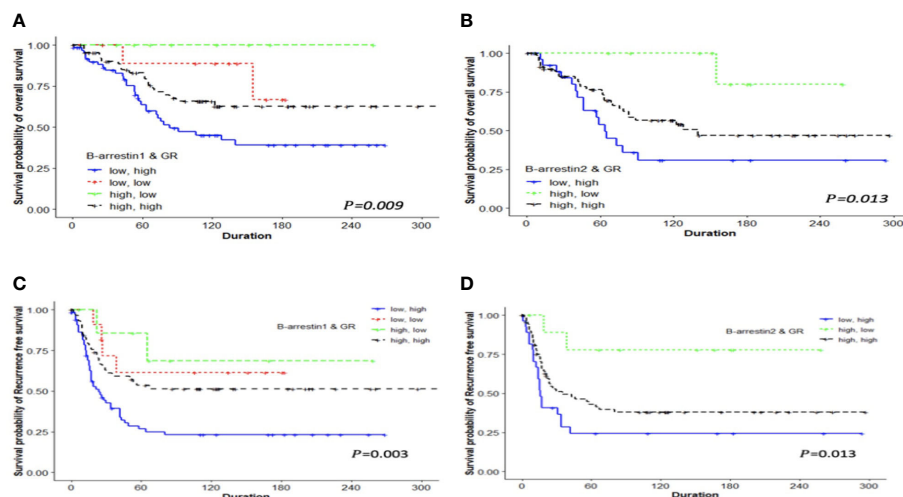 A
Survival probability of overall survival
1.00
0.75
0.50
0.25
0.00
B-arrestin1 & GR
low, high
low, low
high, low
high, high
P=0.009
0
60
120
180
240
300
Duration
B
Survival probability of overall survival
1.00
0.75
0.50
0.25
0.00
B-arrestin2 & GR
low, high
high, low
high, high
P=0.013
0
60
120
180
240
300
Duration
C
Survival probability of Recurrence free survival
1.00
0.75
0.50
0.25
0.00
B-arrestin1 & GR
low, high
low, low
high, low
high, high
P=0.003
0
60
120
180
240
300
Duration
D
Survival probability of Recurrence free survival
1.00
0.75
0.50
0.25
0.00
B-arrestin2 & GR
low, high
high, low
high, high
P=0.013
0
60
120
180
240
300
Duration